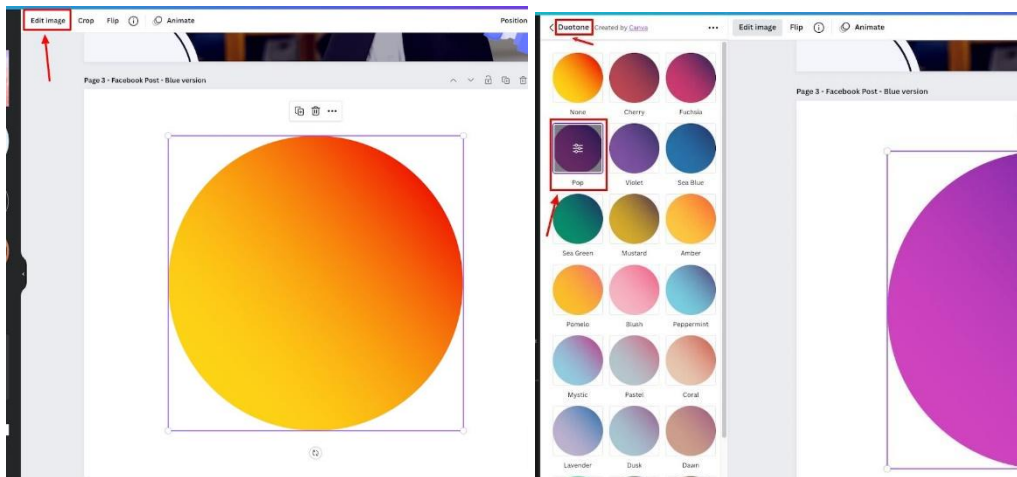 Edit image Crop Flip Animate Position
Page 3 - Facebook Post - Blue version
Duotone Created by Canva ••• Edit image Flip Animate
None Cherry Fuchsia
Page 3 - Facebook Post - Blue version
Pop Violet Sea Blue
Sea Green Mustard Amber
Pomelo Blush Peppermint
Mystic Pastel Coral
Lavender Dusk Dawn